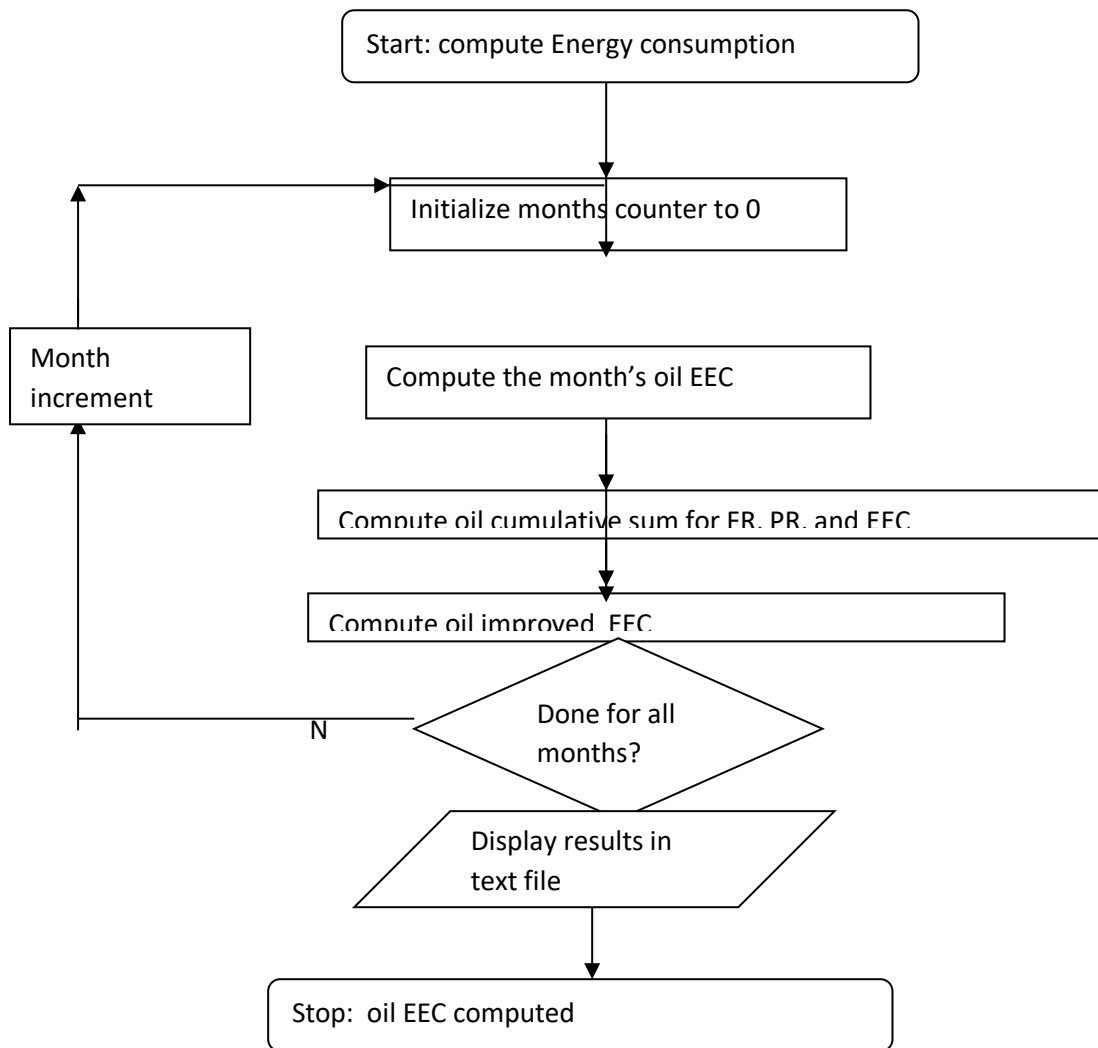 Start: compute Energy consumption
Initialize months counter to 0
Month
increment
Compute the month’s oil EEC
Compute oil cumulative sum for ER, PR, and EEC
Compute oil improved EEC
N
Done for all
months?
Display results in
text file
Stop: oil EEC computed